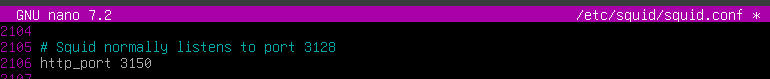 GNU nano 7.2 /etc/squid/squid.conf *
2104
2105 # Squid normally listens to port 3128
2106 http_port 3150
2107